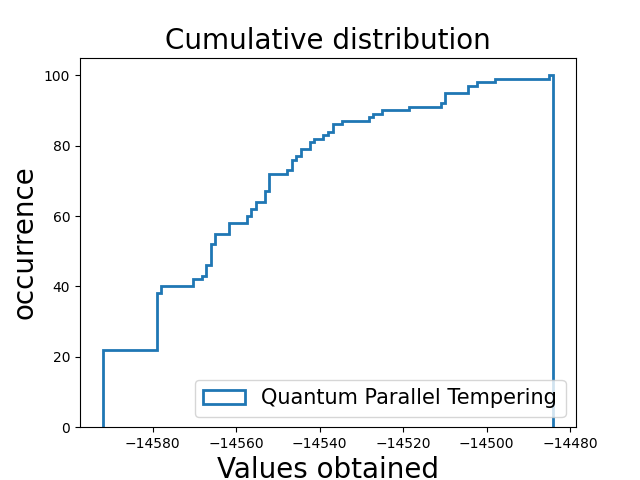 Cumulative distribution
occurrence
100
80
60
40
20
0
Quantum Parallel Tempering
−14580 −14560 −14540 −14520 −14500 −14480
Values obtained